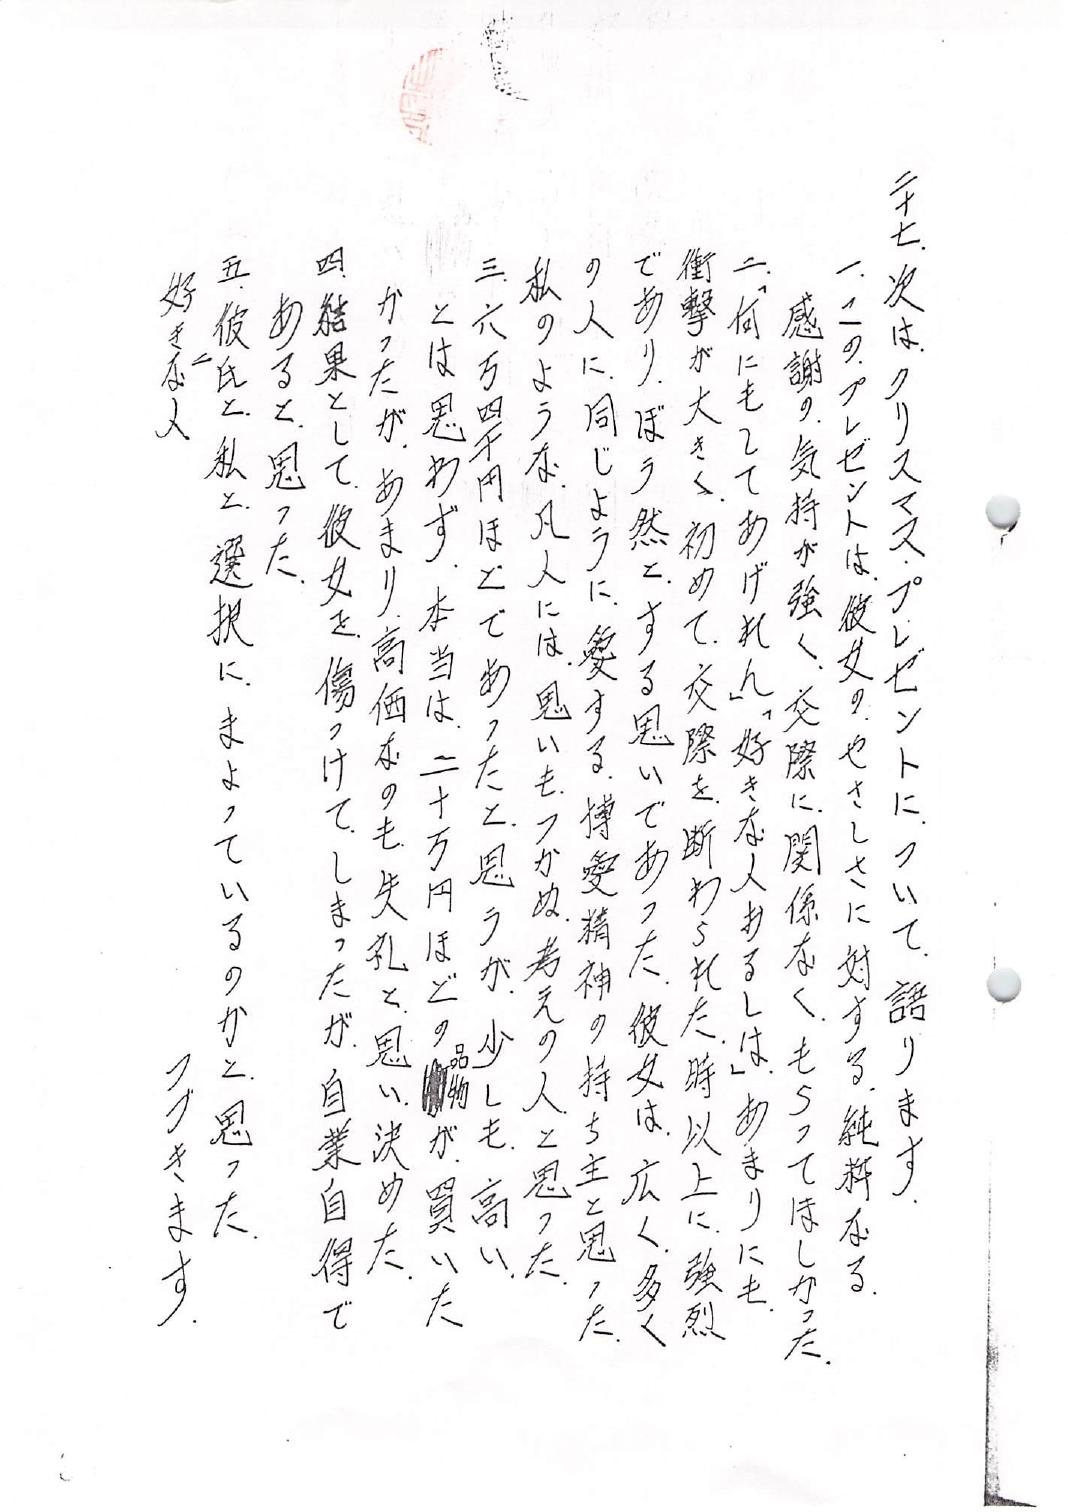 二十七、次は、クリスマス・プレゼントについて、語ります。
一、このプレゼントは、彼女の、やさしさに対する、純粋なる、
感謝の、気持が強く、交際に、関係なく、もらってほしかった。
二、「何にもしてあげれん」「好きな人あるしは」あまりにも、
衝撃が大きく、初めて、交際を、断わられた、時以上に、強烈
であり、ぼう然と、する思いであった、彼女は、広く、多く
の人に、同じように、愛する、博愛精神の持ち主と思った、
私のような、凡人には、思いもつかぬ、考えの人、と思った、
三、六万四千円ほどであったと、思うが、少しも、高い、
とは思わず、本当は、二十万円ほどの品物が、買いた
かったが、あまり、高価なのも、失礼と、思い、決めた、
四、結果として、彼女を、傷つけて、しまったが、自業自得で
あると、思った、
五、彼氏と、私と、選択に、まよっているのかと、思った、
好きな人
つづきます、